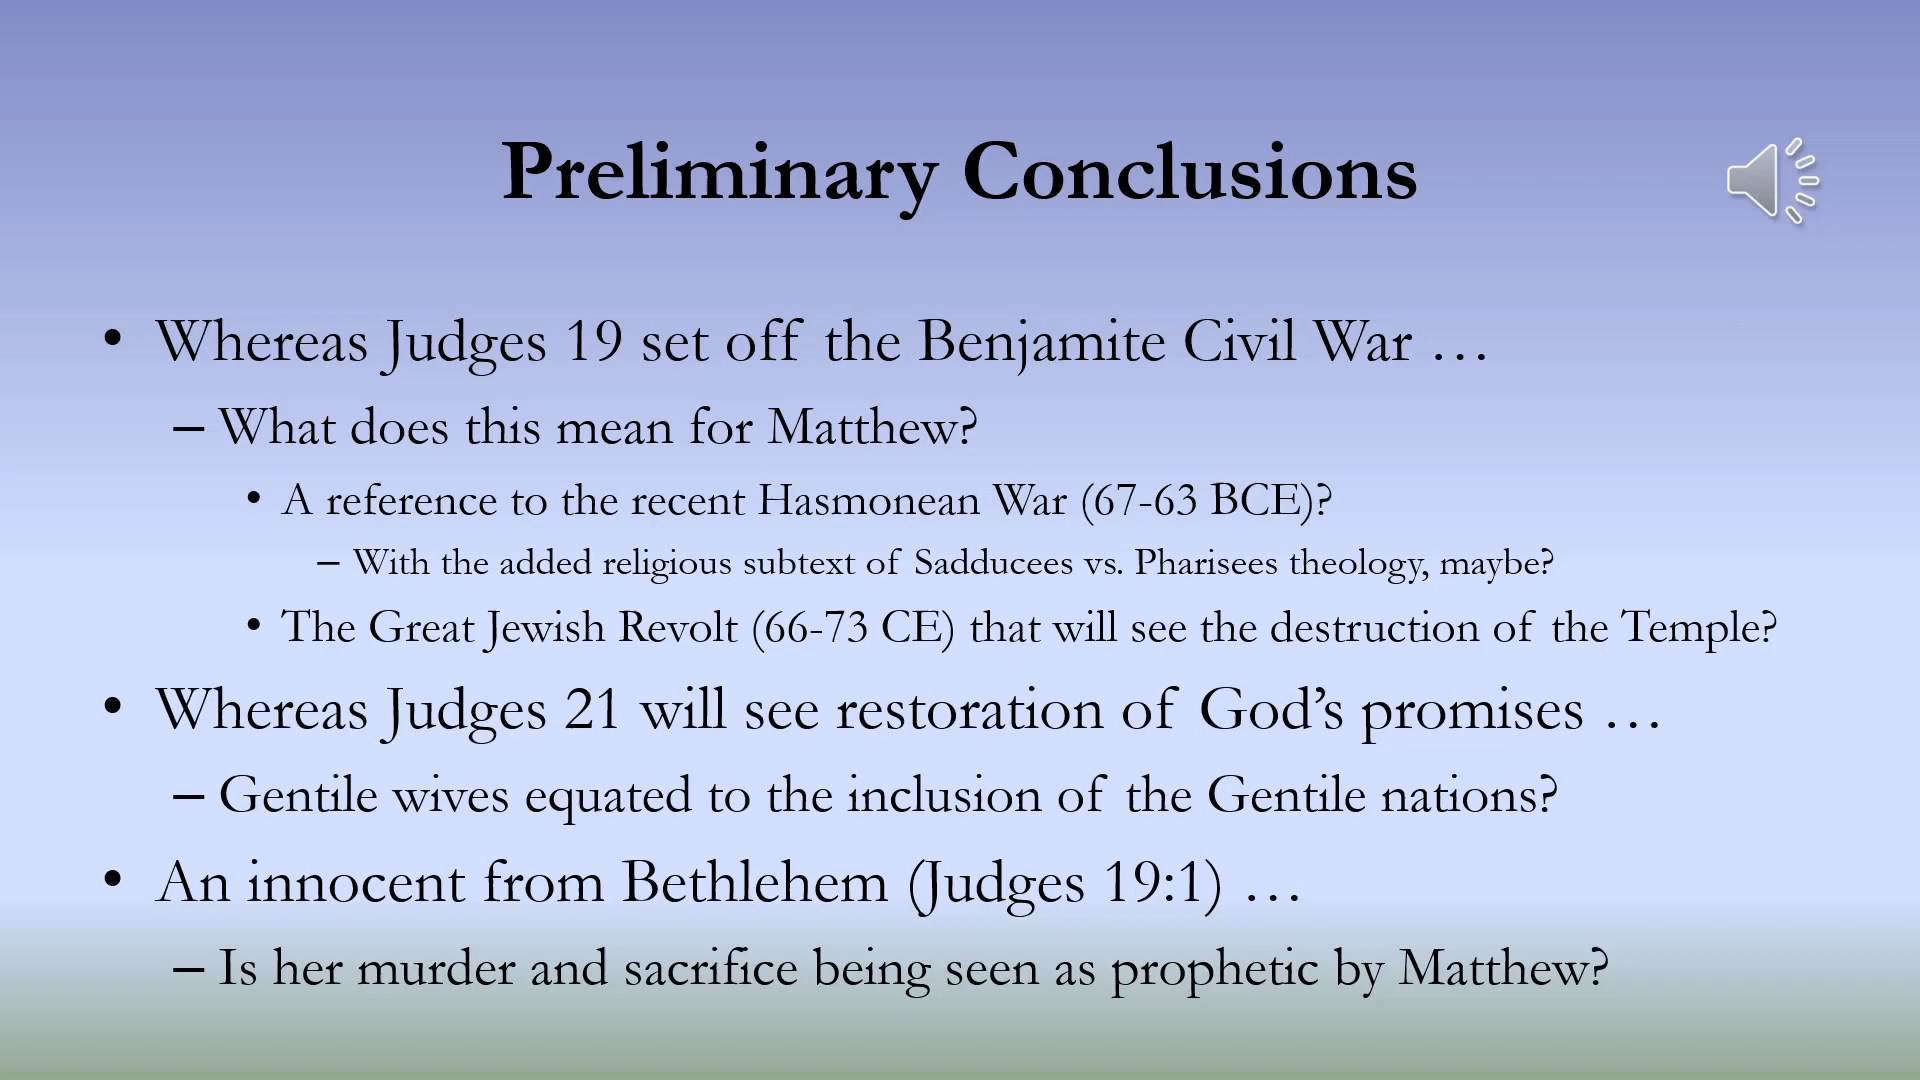 Preliminary Conclusions
• Whereas Judges 19 set off the Benjamite Civil War …
– What does this mean for Matthew?
• A reference to the recent Hasmonean War (67-63 BCE)?
– With the added religious subtext of Sadducees vs. Pharisees theology, maybe?
• The Great Jewish Revolt (66-73 CE) that will see the destruction of the Temple?
• Whereas Judges 21 will see restoration of God’s promises …
– Gentile wives equated to the inclusion of the Gentile nations?
• An innocent from Bethlehem (Judges 19:1) …
– Is her murder and sacrifice being seen as prophetic by Matthew?